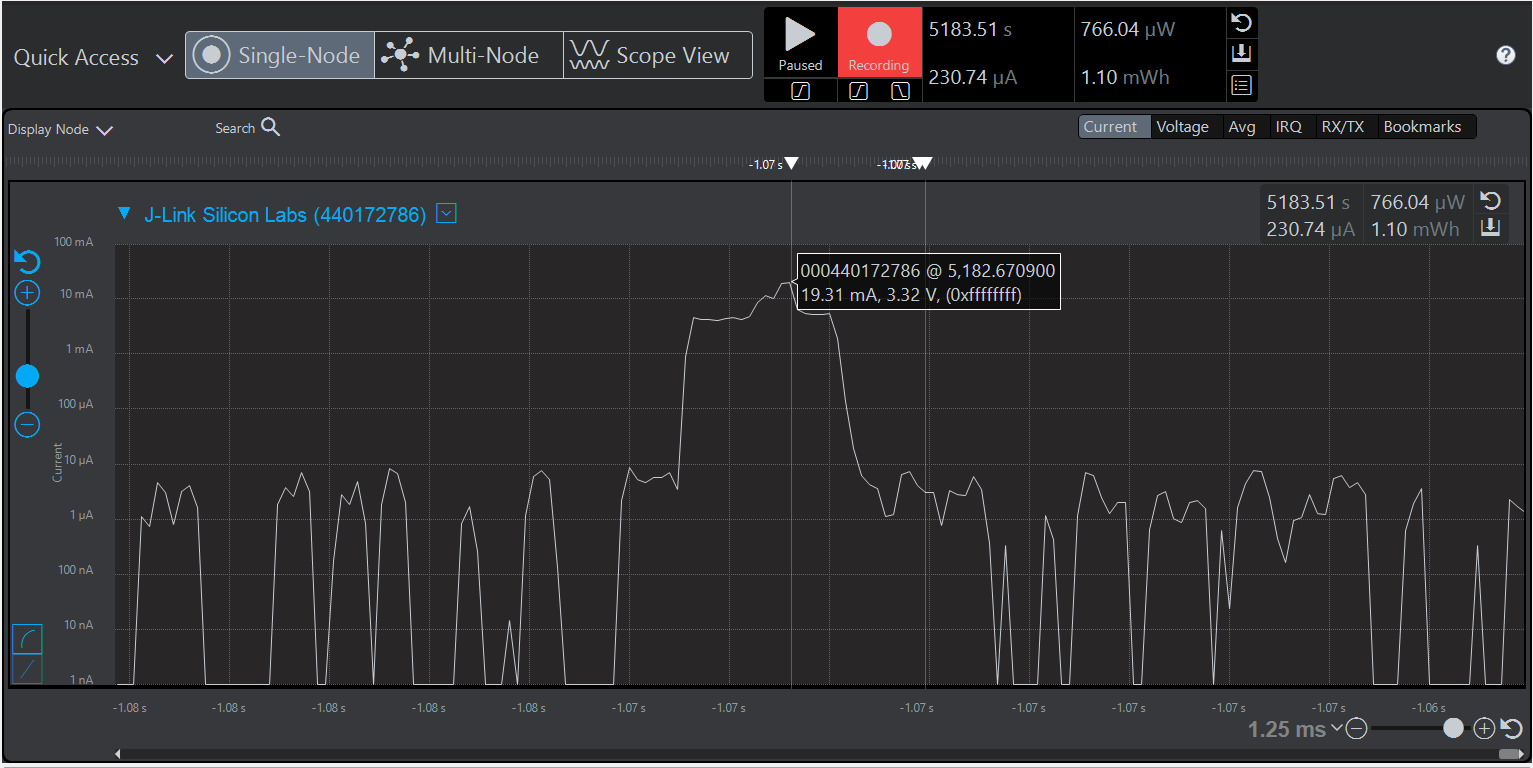 Quick Access
Single-Node
Multi-Node
Scope View
Paused
Recording
5183.51 s
766.04 µW
230.74 µA
1.10 mWh
Display Node
Search
Current
Voltage
Avg
IRQ
RX/TX
Bookmarks
-1.07 s
J-Link Silicon Labs (440172786)
5183.51 s
766.04 µW
230.74 µA
1.10 mWh
000440172786 @ 5,182.670900
19.31 mA, 3.32 V, (0xffffffff)
Current
100 mA
10 mA
1 mA
100 µA
10 µA
1 µA
100 nA
10 nA
1 nA
-1.08 s
-1.08 s
-1.08 s
-1.08 s
-1.08 s
-1.07 s
-1.07 s
-1.07 s
-1.07 s
-1.07 s
-1.07 s
-1.07 s
-1.06 s
1.25 ms